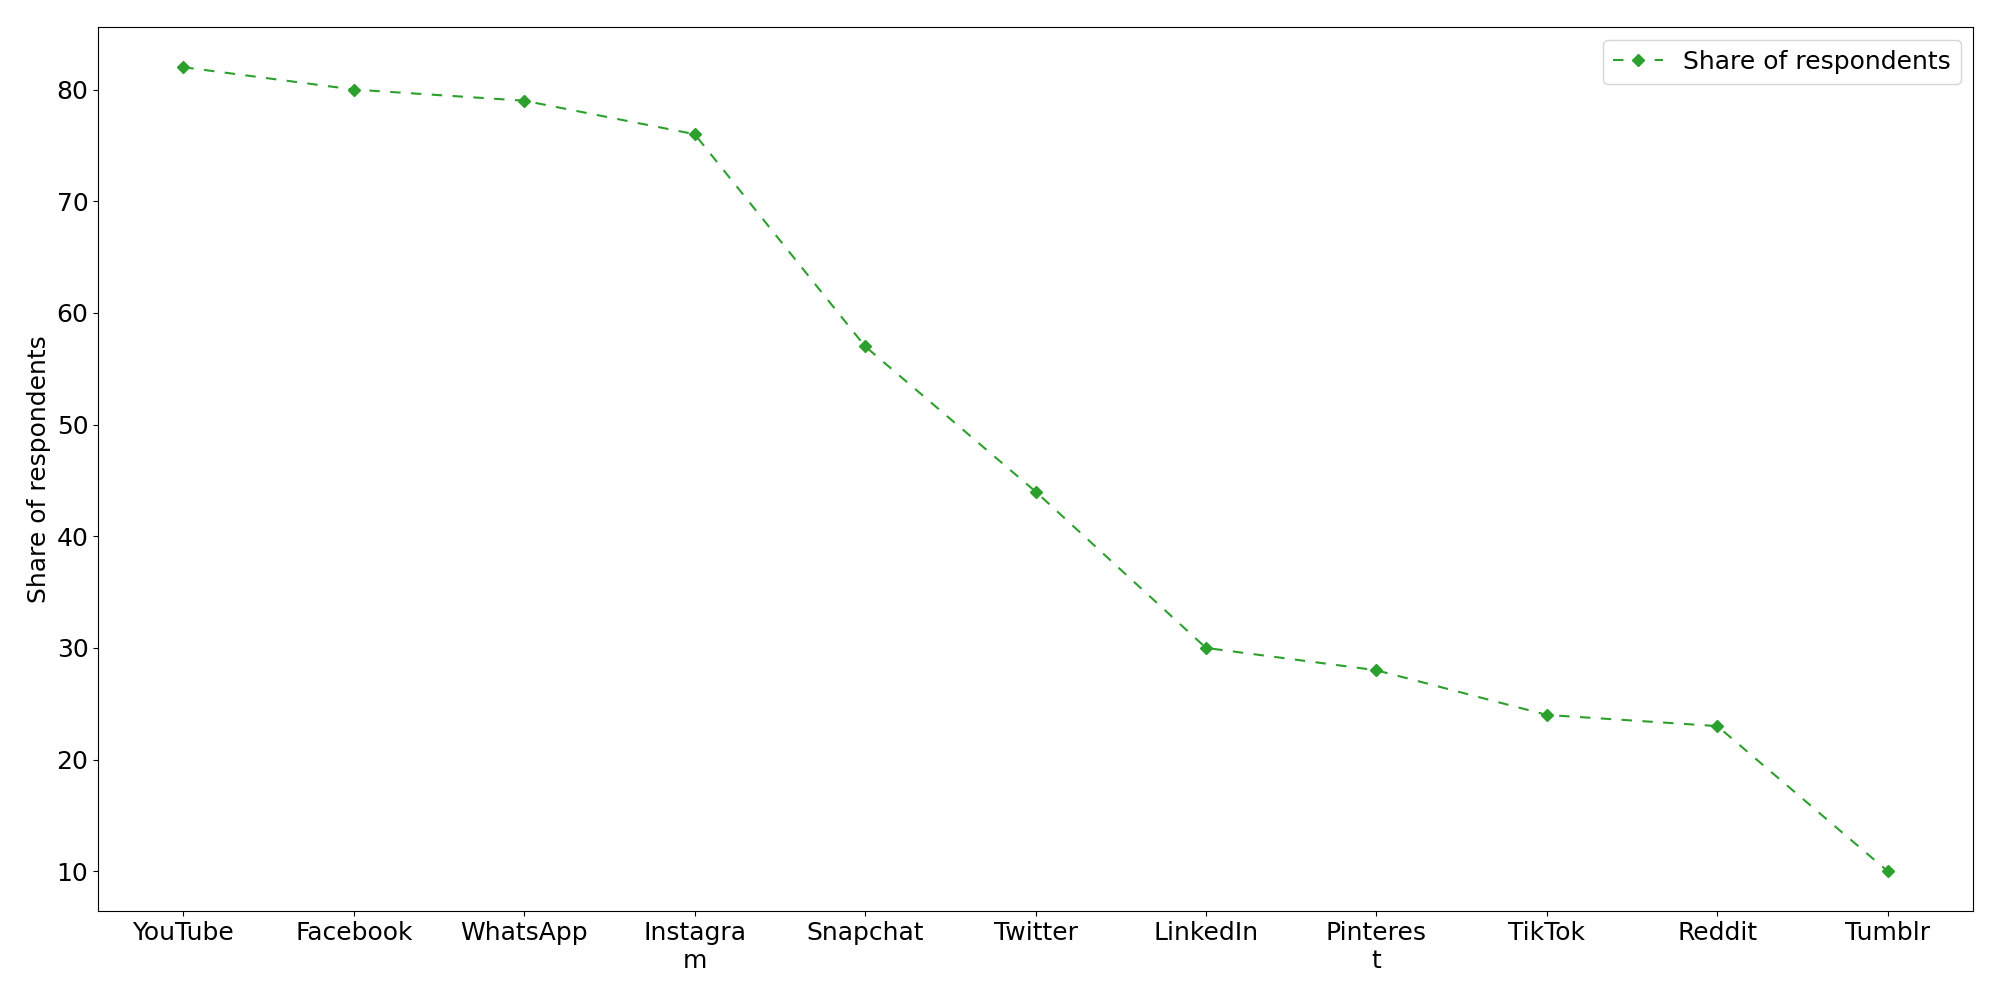 Share of respondents
80
70
60
50
40
30
20
10
Share of respondents
YouTube Facebook WhatsApp Instagra Snapchat Twitter LinkedIn Pinteres TikTok Reddit Tumblr
m t